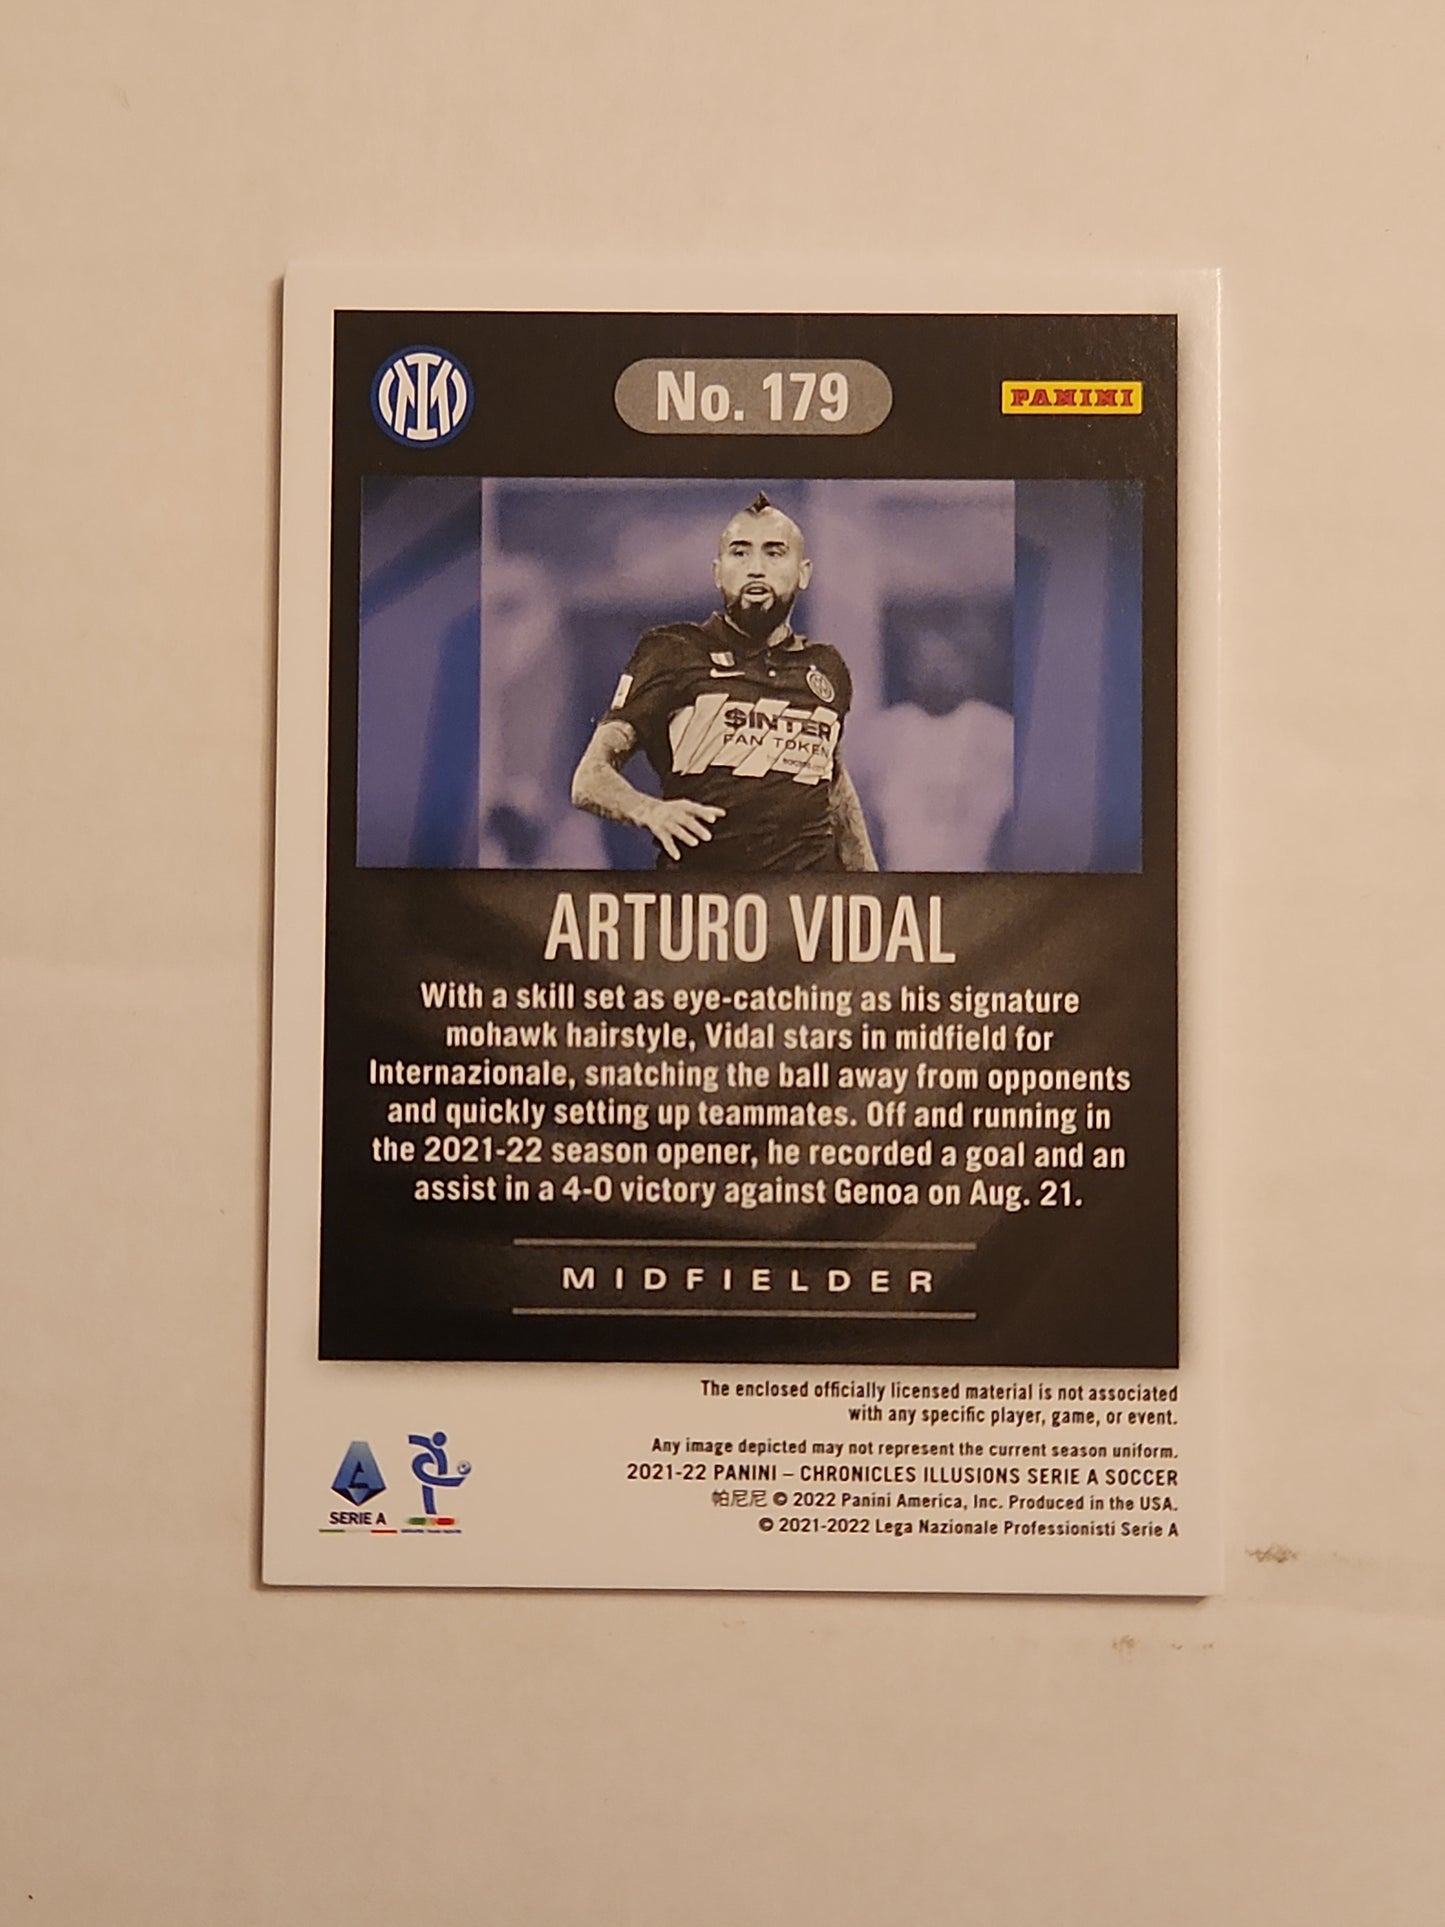 No. 179
PANINI
$INTER
FAN TOKEN
ARTURO VIDAL
With a skill set as eye-catching as his signature
mohawk hairstyle, Vidal stars in midfield for
Internazionale, snatching the ball away from opponents
and quickly setting up teammates. Off and running in
the 2021-22 season opener, he recorded a goal and an
assist in a 4-0 victory against Genoa on Aug. 21.
MIDFIELDER
The enclosed officially licensed material is not associated
with any specific player, game, or event.
Any image depicted may not represent the current season uniform.
2021-22 PANINI – CHRONICLES ILLUSIONS SERIE A SOCCER
帕尼尼 © 2022 Panini America, Inc. Produced in the USA.
© 2021-2022 Lega Nazionale Professionisti Serie A
SERIE A